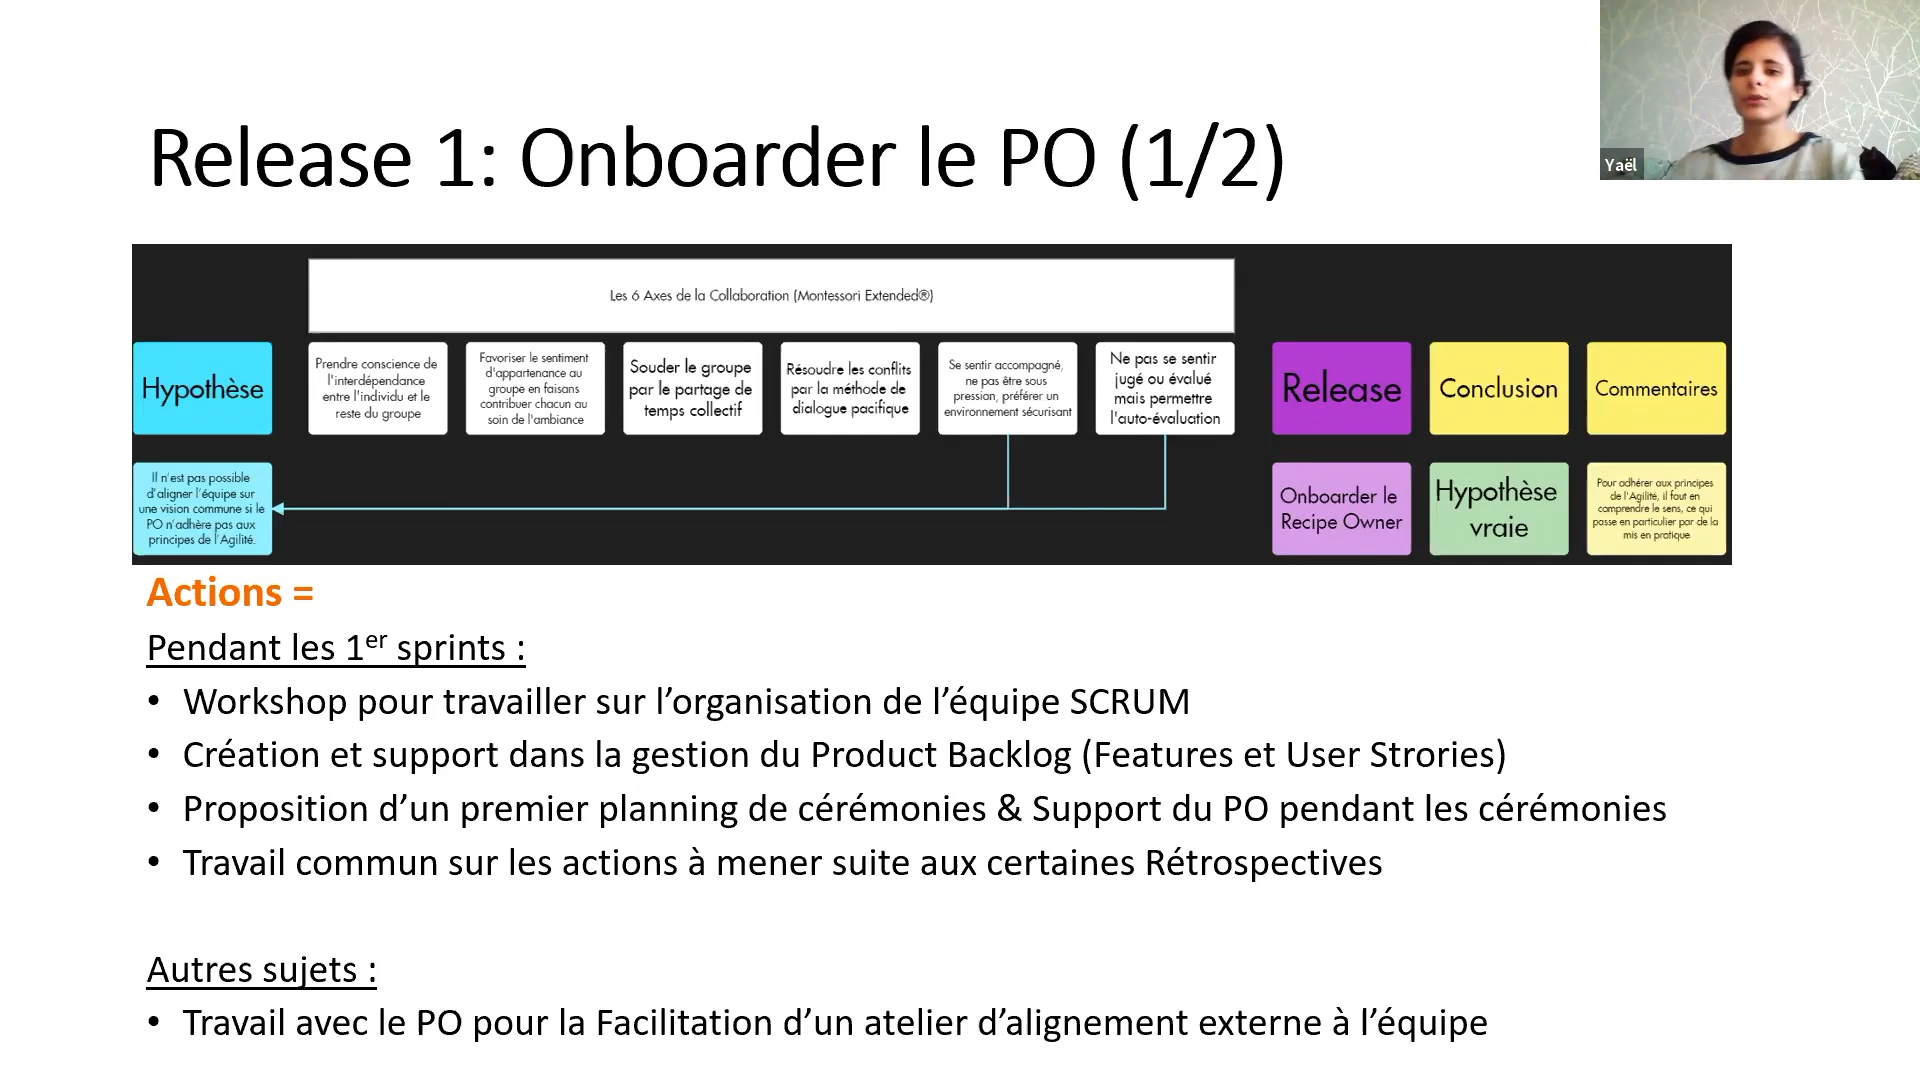 Release 1: Onboarder le PO (1/2)
Yaël
Les 6 Axes de la Collaboration (Montessori Extended®)
Hypothèse
Prendre conscience de
l'interdépendance
entre l'individu et le
reste du groupe
Favoriser le sentiment
d'appartenance au
groupe en faisans
contribuer chacun au
soin de l'ambiance
Souder le groupe
par le partage de
temps collectif
Résoudre les conflits
par la méthode de
dialogue pacifique
Se sentir accompagné,
ne pas être sous
pression, préférer un
environnement sécurisant
Ne pas se sentir
jugé ou évalué
mais permettre
l'auto-évaluation
Release
Conclusion
Commentaires
Il n'est pas possible
d'aligner l'équipe sur
une vision commune si le
PO n'adhère pas aux
principes de l'Agilité.
Onboarder le
Recipe Owner
Hypothèse
vraie
Pour adhérer aux principes
de l'Agilité, il faut en
comprendre le sens, ce qui
passe en particulier par de la
mis en pratique
Actions =
Pendant les 1er sprints :
• Workshop pour travailler sur l’organisation de l’équipe SCRUM
• Création et support dans la gestion du Product Backlog (Features et User Strories)
• Proposition d’un premier planning de cérémonies & Support du PO pendant les cérémonies
• Travail commun sur les actions à mener suite aux certaines Rétrospectives
Autres sujets :
• Travail avec le PO pour la Facilitation d’un atelier d’alignement externe à l’équipe